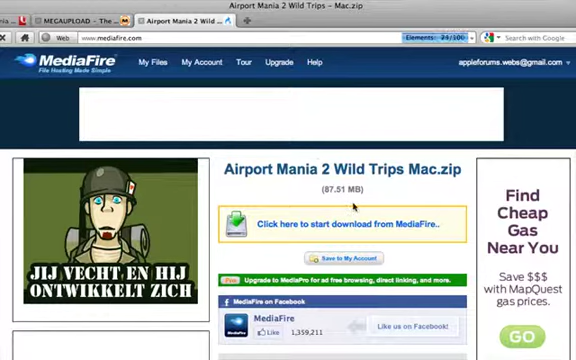 Airport Mania 2 Wild Trips – Mac.zip
MEGAUPLOAD – The ...
Airport Mania 2 Wild ...
Web
www.mediafire.com
Search with Google
MediaFire
File Hosting Made Simple
My Files
My Account
Tour
Upgrade
Help
appleforums.webs@gmail.com
Airport Mania 2 Wild Trips Mac.zip
(87.51 MB)
Click here to start download from MediaFire..
Save to My Account
Upgrade to MediaPro for ad free browsing, direct linking, and more.
MediaFire on Facebook
MediaFire
Like
1,359,211
Like us on Facebook!
JIJ VECHT EN HIJ
ONTWIKKELT ZICH
Find
Cheap
Gas
Near You
Save $$$
with MapQuest
gas prices.
GO